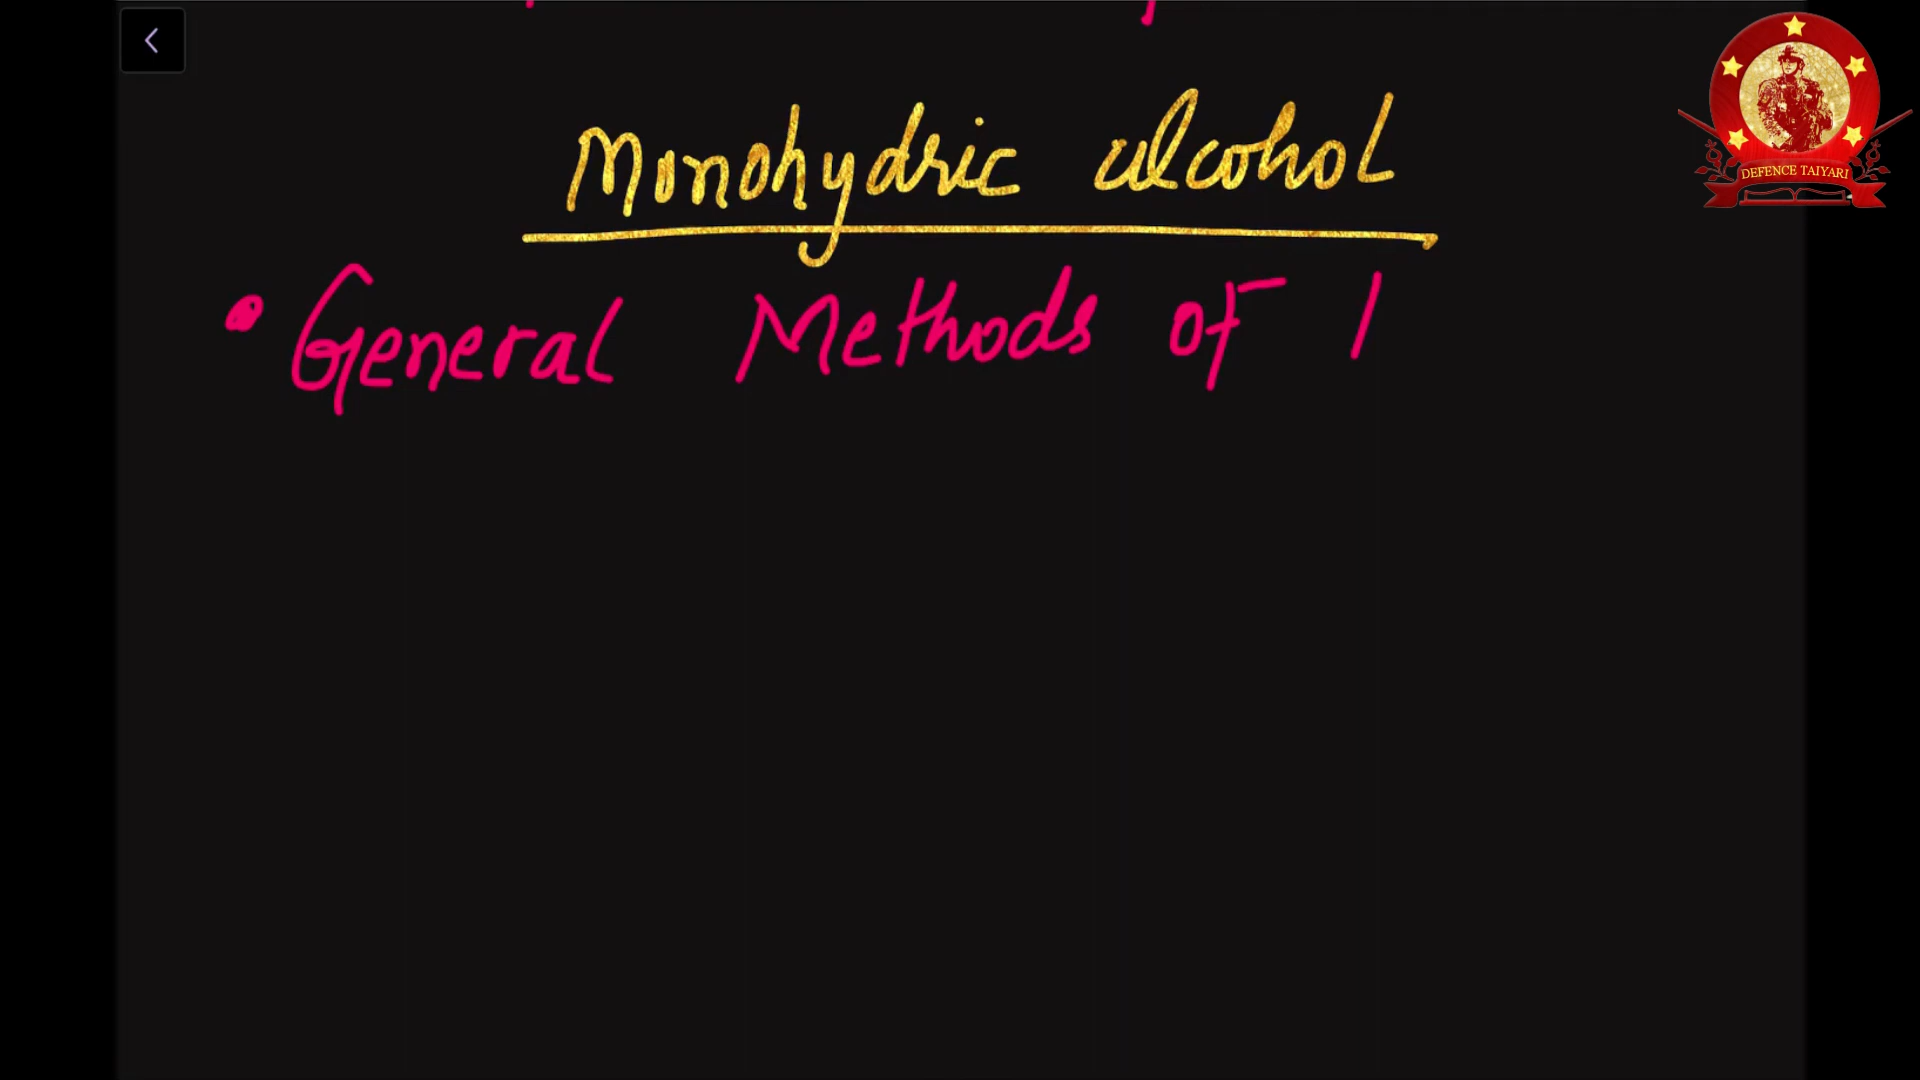 Monohydric alcohol
• General Methods of
DEFENCE TAIYARI